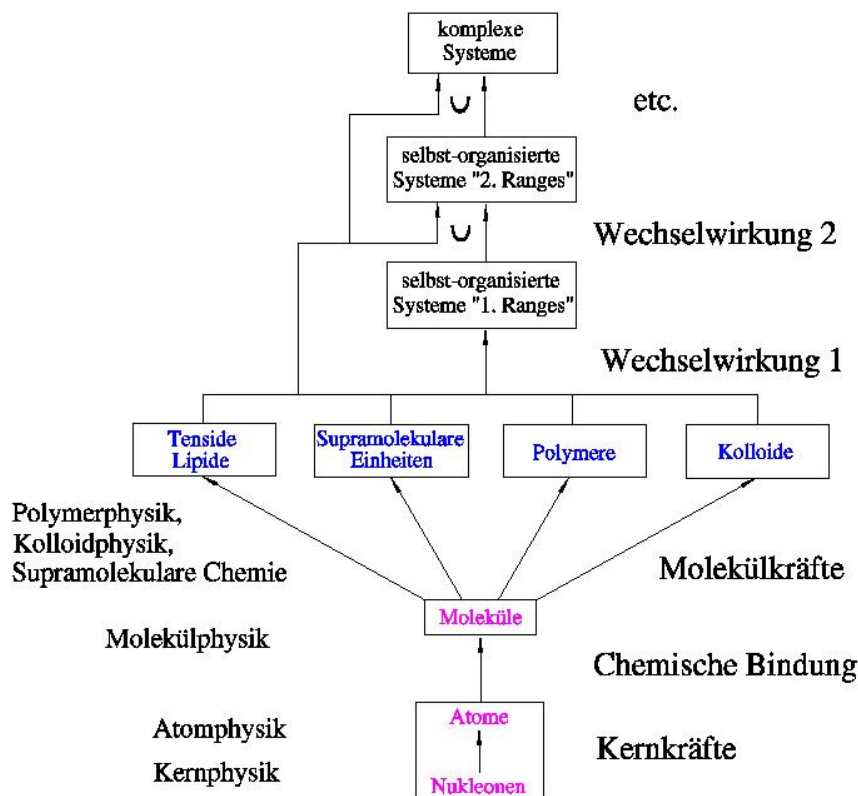 komplexe
Systeme
etc.
selbst-organisierte
Systeme "2. Ranges"
Wechselwirkung 2
selbst-organisierte
Systeme "1. Ranges"
Wechselwirkung 1
Tenside
Lipide
Supramolekulare
Einheiten
Polymere
Kolloide
Polymerphysik,
Kolloidphysik,
Supramolekulare Chemie
Molekülkräfte
Moleküle
Molekülphysik
Chemische Bindung
Atome
Atomphysik
Kernkräfte
Kernphysik
Nukleonen